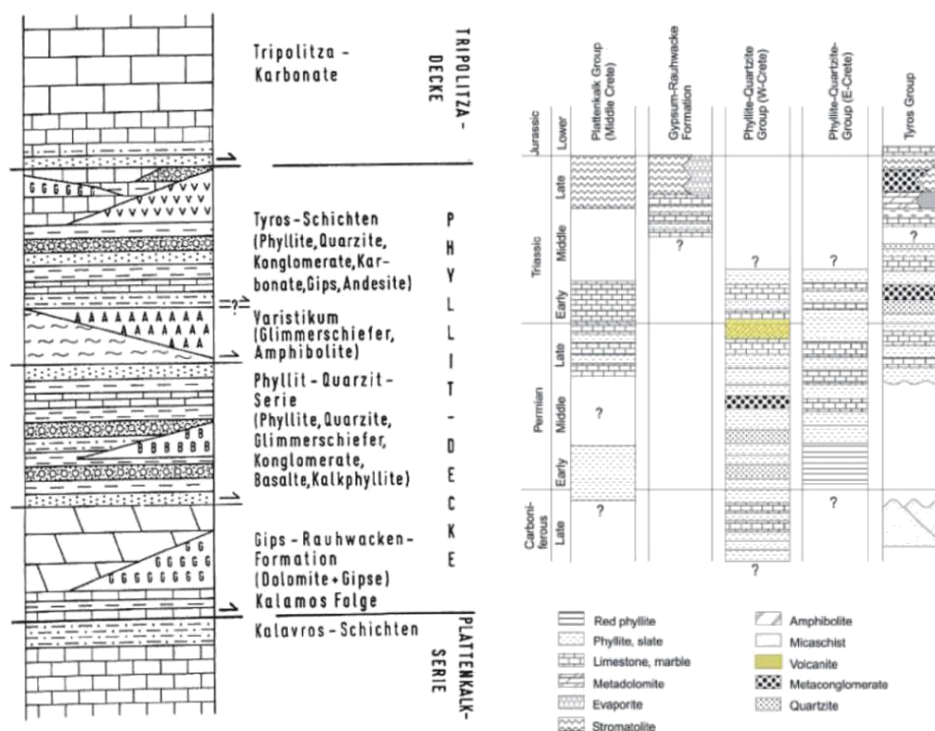 Tripolitza –
Karbonate
TRIPOLITZA –
DECKE
Tyros–Schichten
(Phyllite, Quarzite,
Konglomerate, Kar-
bonate, Gips, Andesite)
=?
Varistikum
(Glimmerschiefer,
Amphibolite)
Phyllit – Quarzit –
Serie
(Phyllite, Quarzite,
Glimmerschiefer,
Konglomerate,
Basalte, Kalkphyllite)
PHYLLIT-DECKE
Gips – Rauhwacken –
Formation
(Dolomite + Gipse)
Kalamos Folge
Kalavros – Schichten
PLATTENKALK-
SERIE
Plattenkalk Group
(Middle Crete)
Gypsum-Rauhwacke
Formation
Phyllite-Quartzite
Group (W-Crete)
Phyllite-Quartzite-
Group (E-Crete)
Tyros Group
Jurassic
Lower
Triassic
Late
Middle
Early
Permian
Late
Middle
Early
Carboni-
ferous
Late
?
?
?
?
?
?
?
?
Red phyllite
Phyllite, slate
Limestone, marble
Metadolomite
Evaporite
Stromatolite
Amphibolite
Micaschist
Volcanite
Metaconglomerate
Quartzite